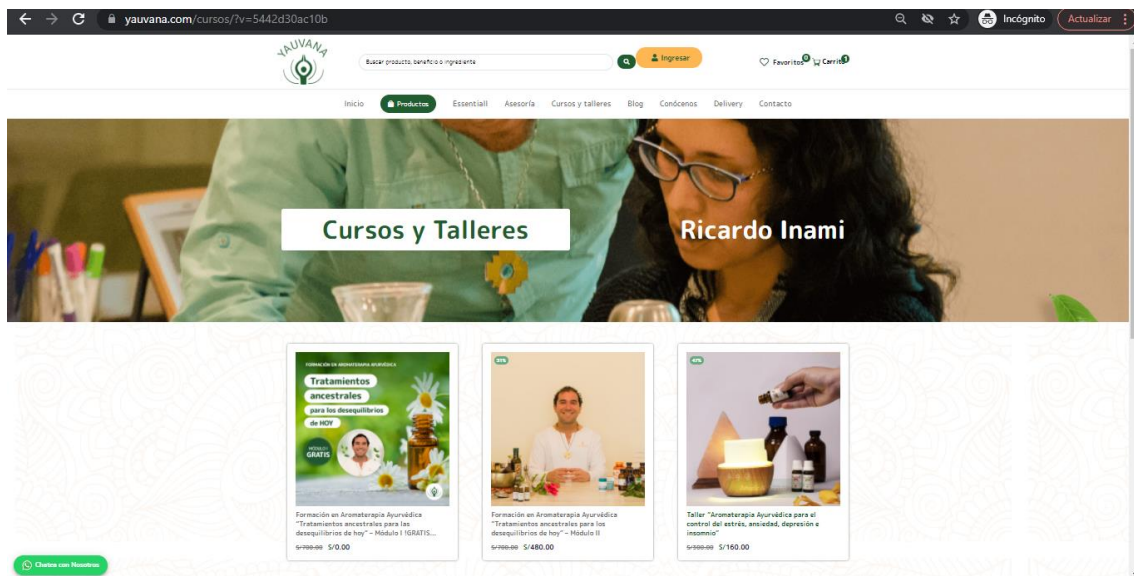 yauvana.com/cursos/?v=5442d30ac10b
Incógnito
Actualizar
YAUVANA
Buscar producto, beneficio o ingrediente
Ingresar
Favoritos 0 Carrito 1
Inicio Productos Essentiall Asesoría Cursos y talleres Blog Conócenos Delivery Contacto
Cursos y Talleres
Ricardo Inami
FORMACIÓN EN AROMATERAPIA AYURVÉDICA
Tratamientos
ancestrales
para los desequilibrios
de HOY
MÓDULO I
GRATIS
Formación en Aromaterapia Ayurvédica
"Tratamientos ancestrales para los
desequilibrios de hoy" – Módulo I !GRATIS...
S/700.00 S/0.00
Formación en Aromaterapia Ayurvédica
"Tratamientos ancestrales para los
desequilibrios de hoy" – Módulo II
S/700.00 S/480.00
47%
Taller "Aromaterapia Ayurvédica para el
control del estrés, ansiedad, depresión e
insomnio"
S/300.00 S/160.00
Chatea con Nosotros